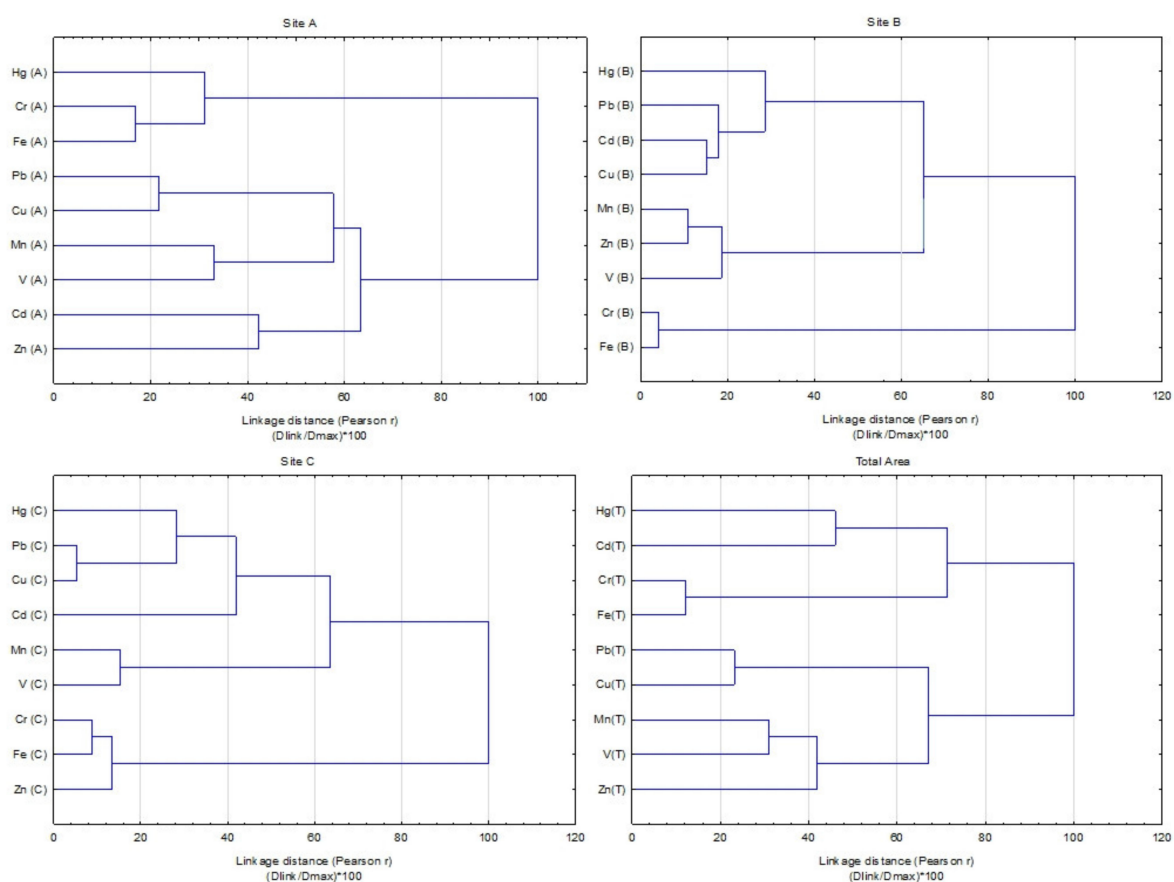 Site A
Hg (A)
Cr (A)
Fe (A)
Pb (A)
Cu (A)
Mn (A)
V (A)
Cd (A)
Zn (A)
0 20 40 60 80 100
Linkage distance (Pearson r)
(Dlink/Dmax)*100
Site B
Hg (B)
Pb (B)
Cd (B)
Cu (B)
Mn (B)
Zn (B)
V (B)
Cr (B)
Fe (B)
0 20 40 60 80 100 120
Linkage distance (Pearson r)
(Dlink/Dmax)*100
Site C
Hg (C)
Pb (C)
Cu (C)
Cd (C)
Mn (C)
V (C)
Cr (C)
Fe (C)
Zn (C)
0 20 40 60 80 100 120
Linkage distance (Pearson r)
(Dlink/Dmax)*100
Total Area
Hg(T)
Cd(T)
Cr(T)
Fe(T)
Pb(T)
Cu(T)
Mn(T)
V(T)
Zn(T)
0 20 40 60 80 100 120
Linkage distance (Pearson r)
(Dlink/Dmax)*100